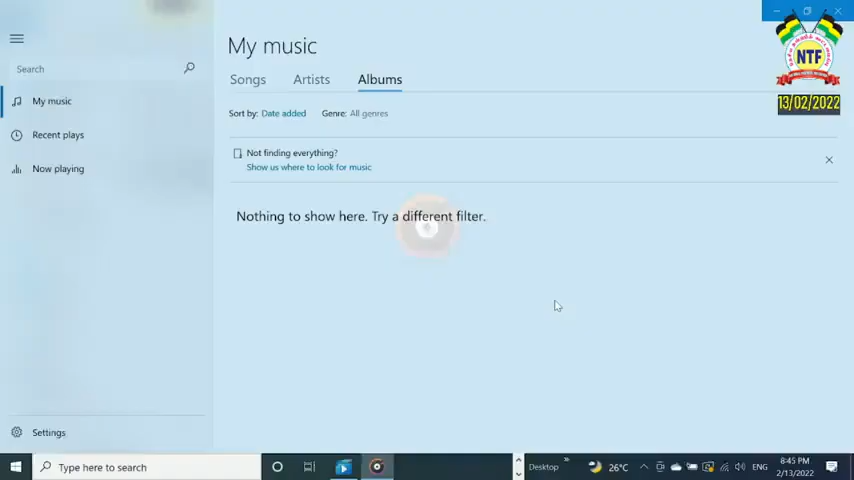 My music
Search
Songs Artists Albums
My music
Sort by: Date added Genre: All genres
Recent plays
Not finding everything?
Show us where to look for music
Now playing
Nothing to show here. Try a different filter.
NTF
13/02/2022
Settings
Type here to search
Desktop
26°C
ENG
8:45 PM
2/13/2022